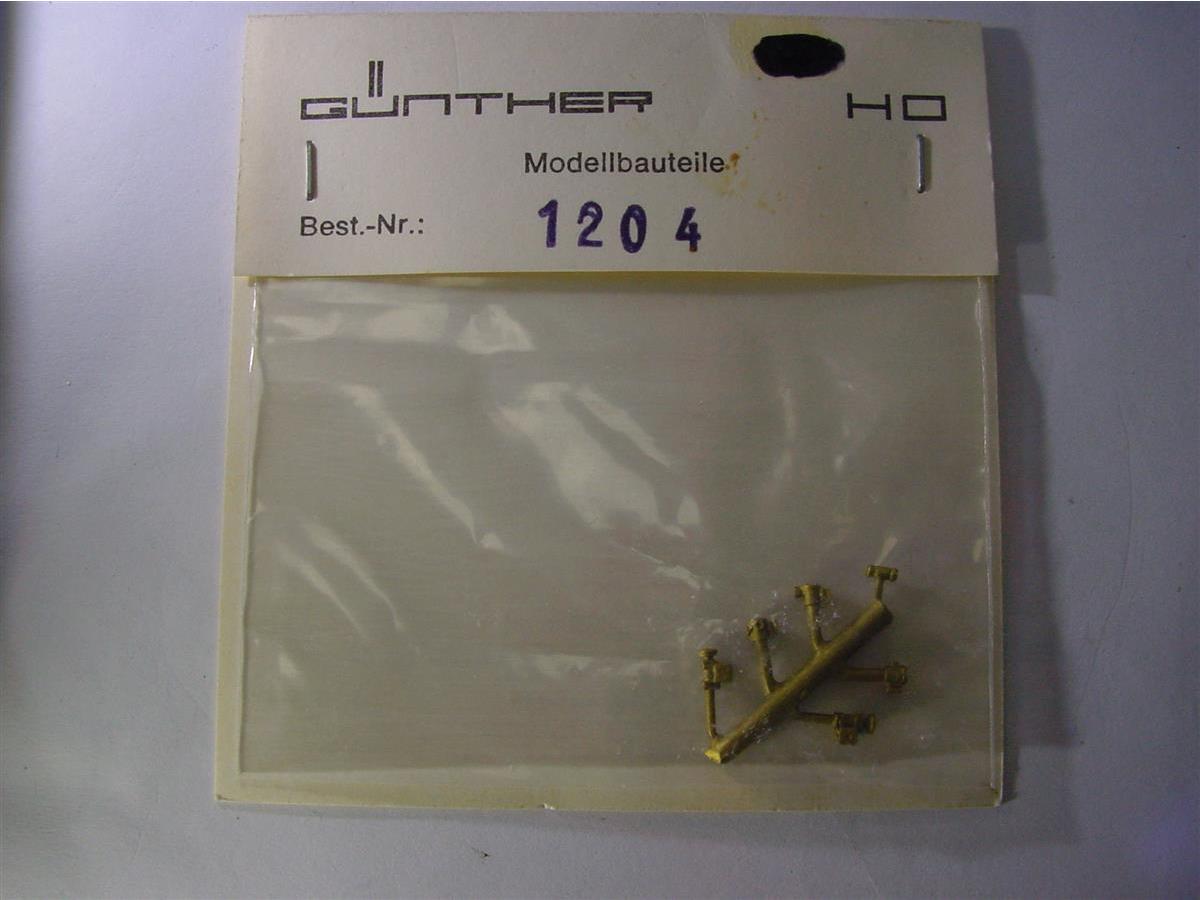 GÜNTHER HO
Modellbauteile
Best.-Nr.: 1204